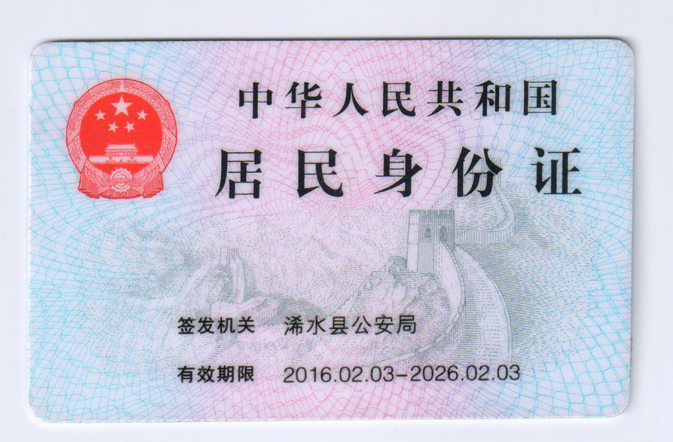 中华人民共和国
居民身份证
签发机关 浠水县公安局
有效期限 2016.02.03-2026.02.03